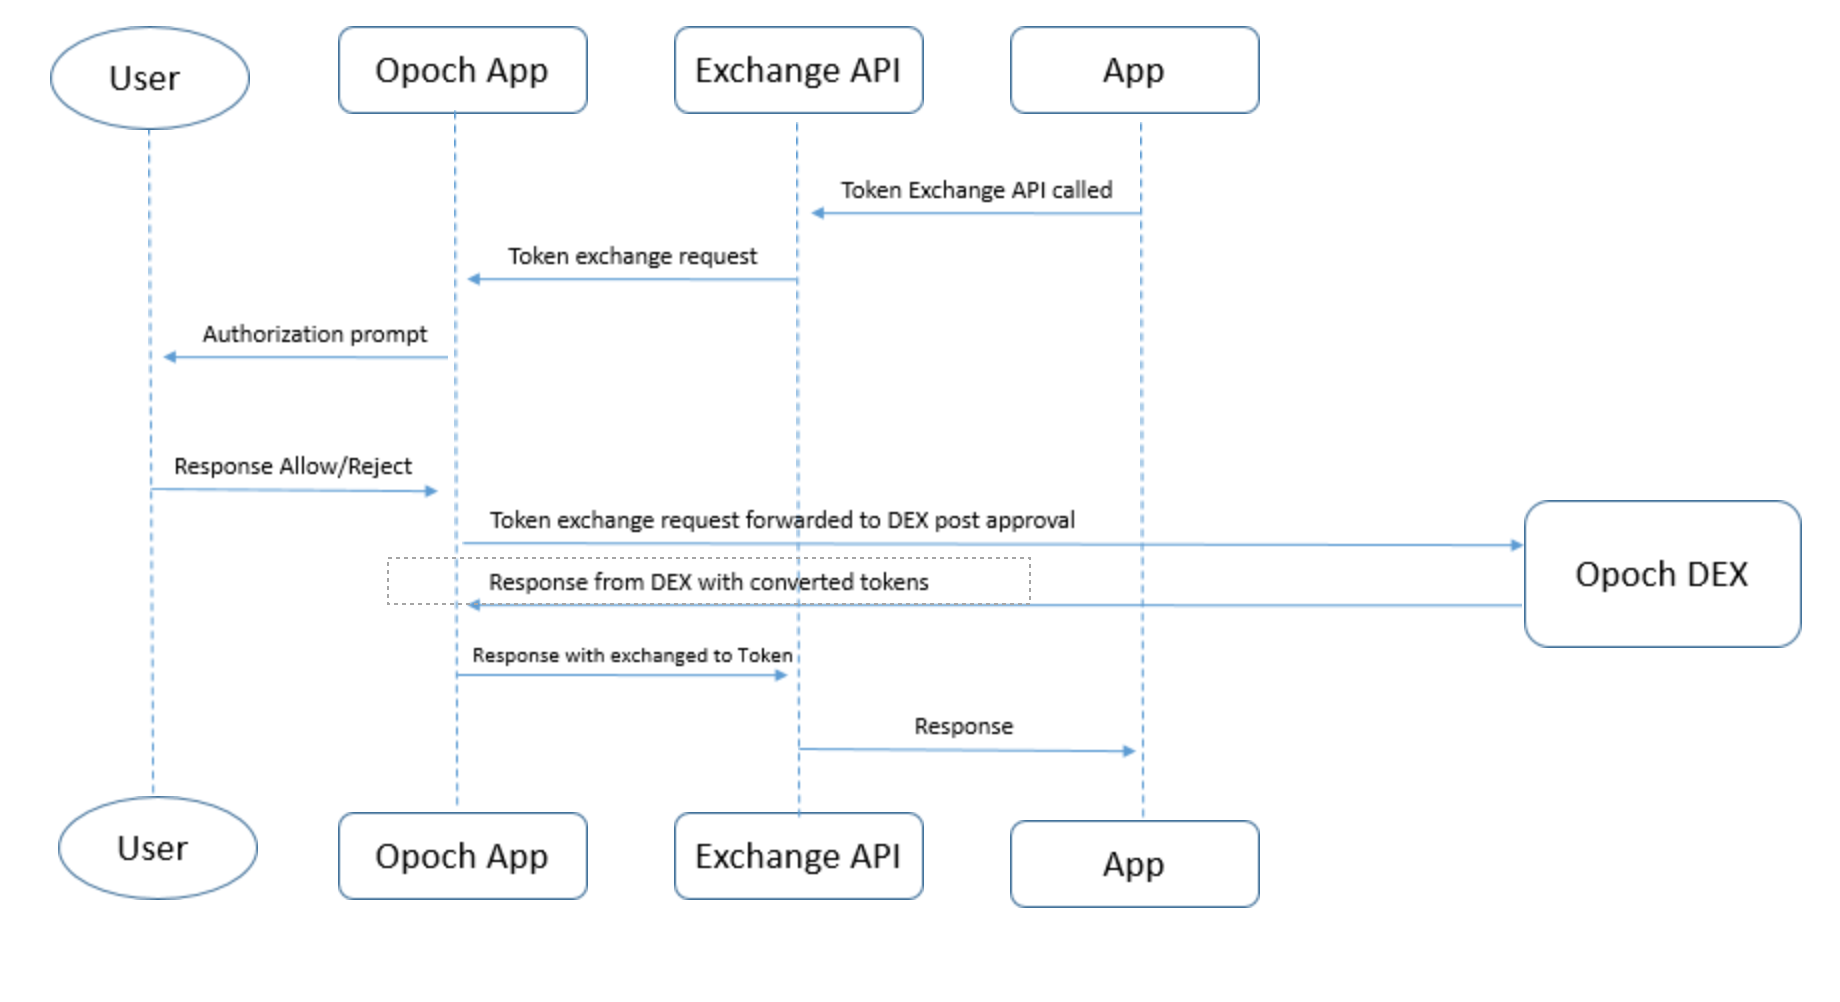 User
Opoch App
Exchange API
App
Token Exchange API called
Token exchange request
Authorization prompt
Response Allow/Reject
Token exchange request forwarded to DEX post approval
Opoch DEX
Response from DEX with converted tokens
Response with exchanged to Token
Response
User
Opoch App
Exchange API
App